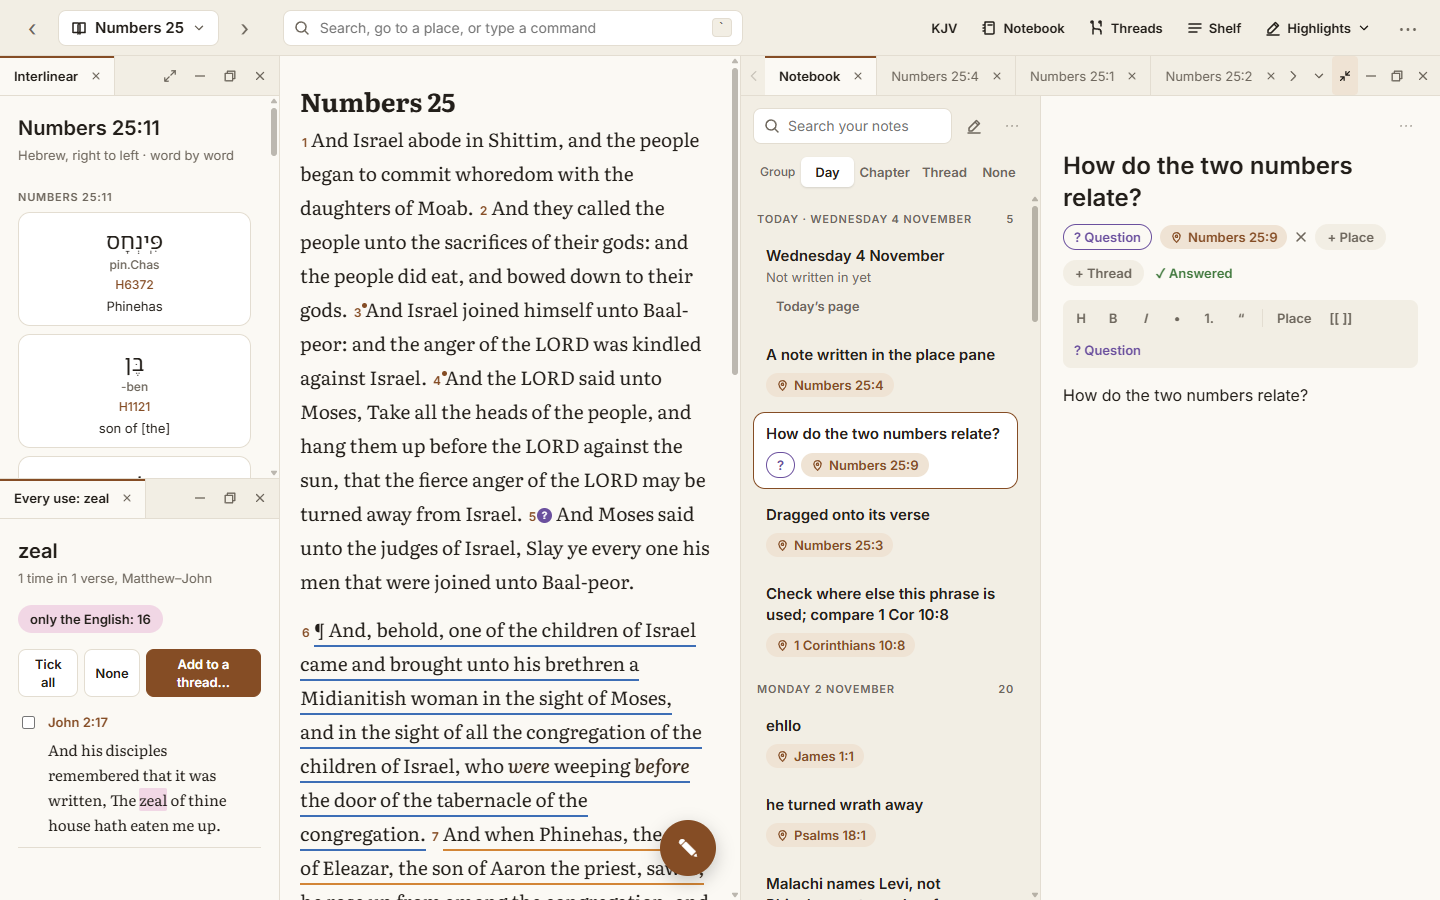 Numbers 25
Search, go to a place, or type a command
`
KJV
Notebook
Threads
Shelf
Highlights
Interlinear
Numbers 25:11
Hebrew, right to left · word by word
NUMBERS 25:11
פִּֽינְחָ֨ס
pin.Chas
H6372
Phinehas
בֶּן
-ben
H1121
son of [the]
Every use: zeal
zeal
1 time in 1 verse, Matthew–John
only the English: 16
Tick all
None
Add to a thread…
John 2:17
And his disciples
remembered that it was
written, The zeal of thine
house hath eaten me up.
Numbers 25
1 And Israel abode in Shittim, and the people
began to commit whoredom with the
daughters of Moab. 2 And they called the
people unto the sacrifices of their gods: and
the people did eat, and bowed down to their
gods. 3 And Israel joined himself unto Baal-
peor: and the anger of the LORD was kindled
against Israel. 4 And the LORD said unto
Moses, Take all the heads of the people, and
hang them up before the LORD against the
sun, that the fierce anger of the LORD may be
turned away from Israel. 5 ? And Moses said
unto the judges of Israel, Slay ye every one his
men that were joined unto Baal-peor.
6 ¶ And, behold, one of the children of Israel
came and brought unto his brethren a
Midianitish woman in the sight of Moses,
and in the sight of all the congregation of the
children of Israel, who were weeping before
the door of the tabernacle of the
congregation. 7 And when Phinehas, the
of Eleazar, the son of Aaron the priest,
he rose up from among the congregation, and
Notebook
Numbers 25:4
Numbers 25:1
Numbers 25:2
Search your notes
Group
Day
Chapter
Thread
None
TODAY · WEDNESDAY 4 NOVEMBER 5
Wednesday 4 November
Not written in yet
Today’s page
A note written in the place pane
Numbers 25:4
How do the two numbers relate?
? Numbers 25:9
Dragged onto its verse
Numbers 25:3
Check where else this phrase is
used; compare 1 Cor 10:8
1 Corinthians 10:8
MONDAY 2 NOVEMBER 20
ehllo
James 1:1
he turned wrath away
Psalms 18:1
Malachi names Levi, not
How do the two numbers
relate?
? Question
Numbers 25:9
+ Place
+ Thread
✓ Answered
H B I • 1. “ Place [[ ]]
? Question
How do the two numbers relate?